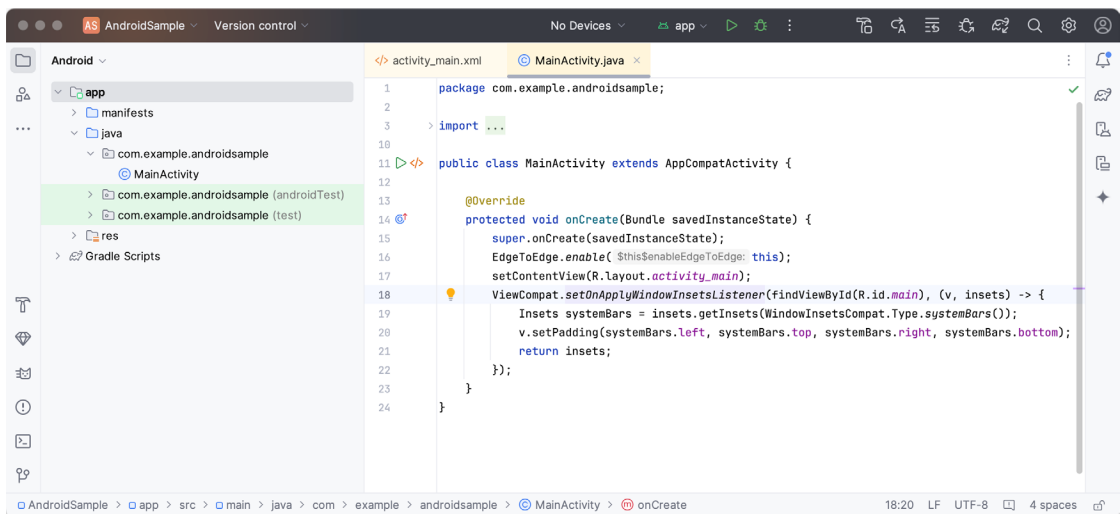 AS AndroidSample Version control No Devices app
Android
app
manifests
java
com.example.androidsample
MainActivity
com.example.androidsample (androidTest)
com.example.androidsample (test)
res
Gradle Scripts
activity_main.xml MainActivity.java
1 package com.example.androidsample;
2
3 import ...
10
11 public class MainActivity extends AppCompatActivity {
12
13 @Override
14 protected void onCreate(Bundle savedInstanceState) {
15 super.onCreate(savedInstanceState);
16 EdgeToEdge.enable( $this$enableEdgeToEdge: this);
17 setContentView(R.layout.activity_main);
18 ViewCompat.setOnApplyWindowInsetsListener(findViewById(R.id.main), (v, insets) -> {
19 Insets systemBars = insets.getInsets(WindowInsetsCompat.Type.systemBars());
20 v.setPadding(systemBars.left, systemBars.top, systemBars.right, systemBars.bottom);
21 return insets;
22 });
23 }
24 }
AndroidSample > app > src > main > java > com > example > androidsample > MainActivity > onCreate 18:20 LF UTF-8 4 spaces